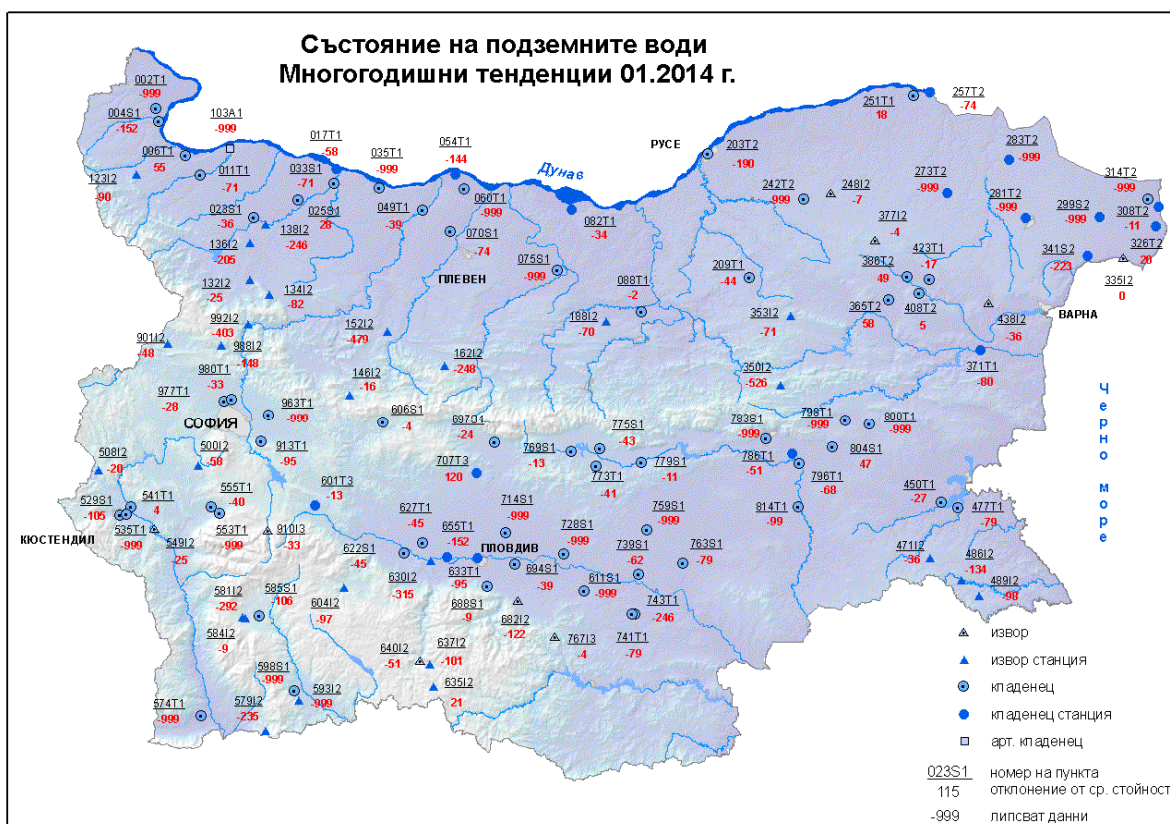 Състояние на подземните води
Многогодишни тенденции 01.2014 г.
002T1
-999
004S1
-152
103A1
-999
006T1
55
017T1
-58
035T1
-999
054T1
-144
Дунав
РУСЕ
203T2
-190
251T1
18
257T2
-74
283T2
-999
123I2
-90
011T1
-71
033S1
-71
025S1
28
049T1
-39
060T1
-999
082T1
-34
242T2
999
248I2
-7
273T2
-999
281T2
-999
299S2
-999
314T2
-999
308T2
-11
326T2
20
023S1
-36
138I2
-246
136I2
-205
070S1
-74
ПЛЕВЕН
075S1
-999
088T1
-2
209T1
-44
377I2
-4
423T1
-17
386T2
49
341S2
-223
335I2
0
132I2
-25
134I2
-82
992I2
-403
901I2
-48
988I2
-148
152I2
-479
188I2
-70
353I2
-71
365T2
58
408T2
5
438I2
-36
ВАРНА
162I2
-248
146I2
-16
350I2
-526
371T1
-80
980T1
-33
977T1
-28
СОФИЯ
963T1
-999
606S1
-4
697S1
-24
775S1
-43
783S1
-999
798T1
-999
800T1
-999
508I2
-20
500I2
-58
913T1
-95
769S1
-13
773T1
-41
779S1
-11
786T1
-51
796T1
-68
804S1
47
707T3
120
601T3
-13
529S1
-105
541T1
4
555T1
-40
535T1
-999
КЮСТЕНДИЛ
549I2
25
553T1
-999
910I3
-33
627T1
-45
655T1
-152
714S1
-999
ПЛОВДИВ
728S1
-999
759S1
-999
814T1
-99
450T1
-27
477T1
-79
622S1
-45
630I2
-315
633T1
-95
694S1
-39
739S1
-62
763S1
-79
471I2
-36
486I2
-134
489I2
-98
581I2
-292
585S1
-106
604I2
-97
688S1
-9
682I2
-122
611S1
-999
743T1
-246
584I2
-9
640I2
-51
637I2
-101
767I3
-4
741T1
-79
598S1
-999
593I2
-999
635I2
21
574T1
-999
579I2
-235
Черно море
извор
извор станция
кладенец
кладенец станция
арт. кладенец
023S1 номер на пункта
115 отклонение от ср. стойност
-999 липсват данни